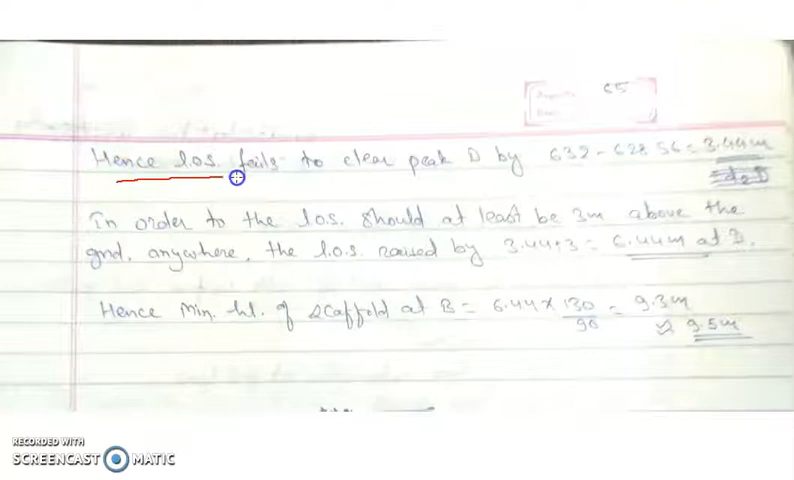 65
Hence l.o.s. fails to clear peak D by 632 - 628.56 = 3.44m
In order to the l.o.s. should at least be 3m above the
gnd. anywhere, the l.o.s. raised by 3.44+3 = 6.44m at D.
Hence Min. ht. of scaffold at B = 6.44 × 130/90 = 9.3m
≈ 9.5m
RECORDED WITH
SCREENCAST MATIC